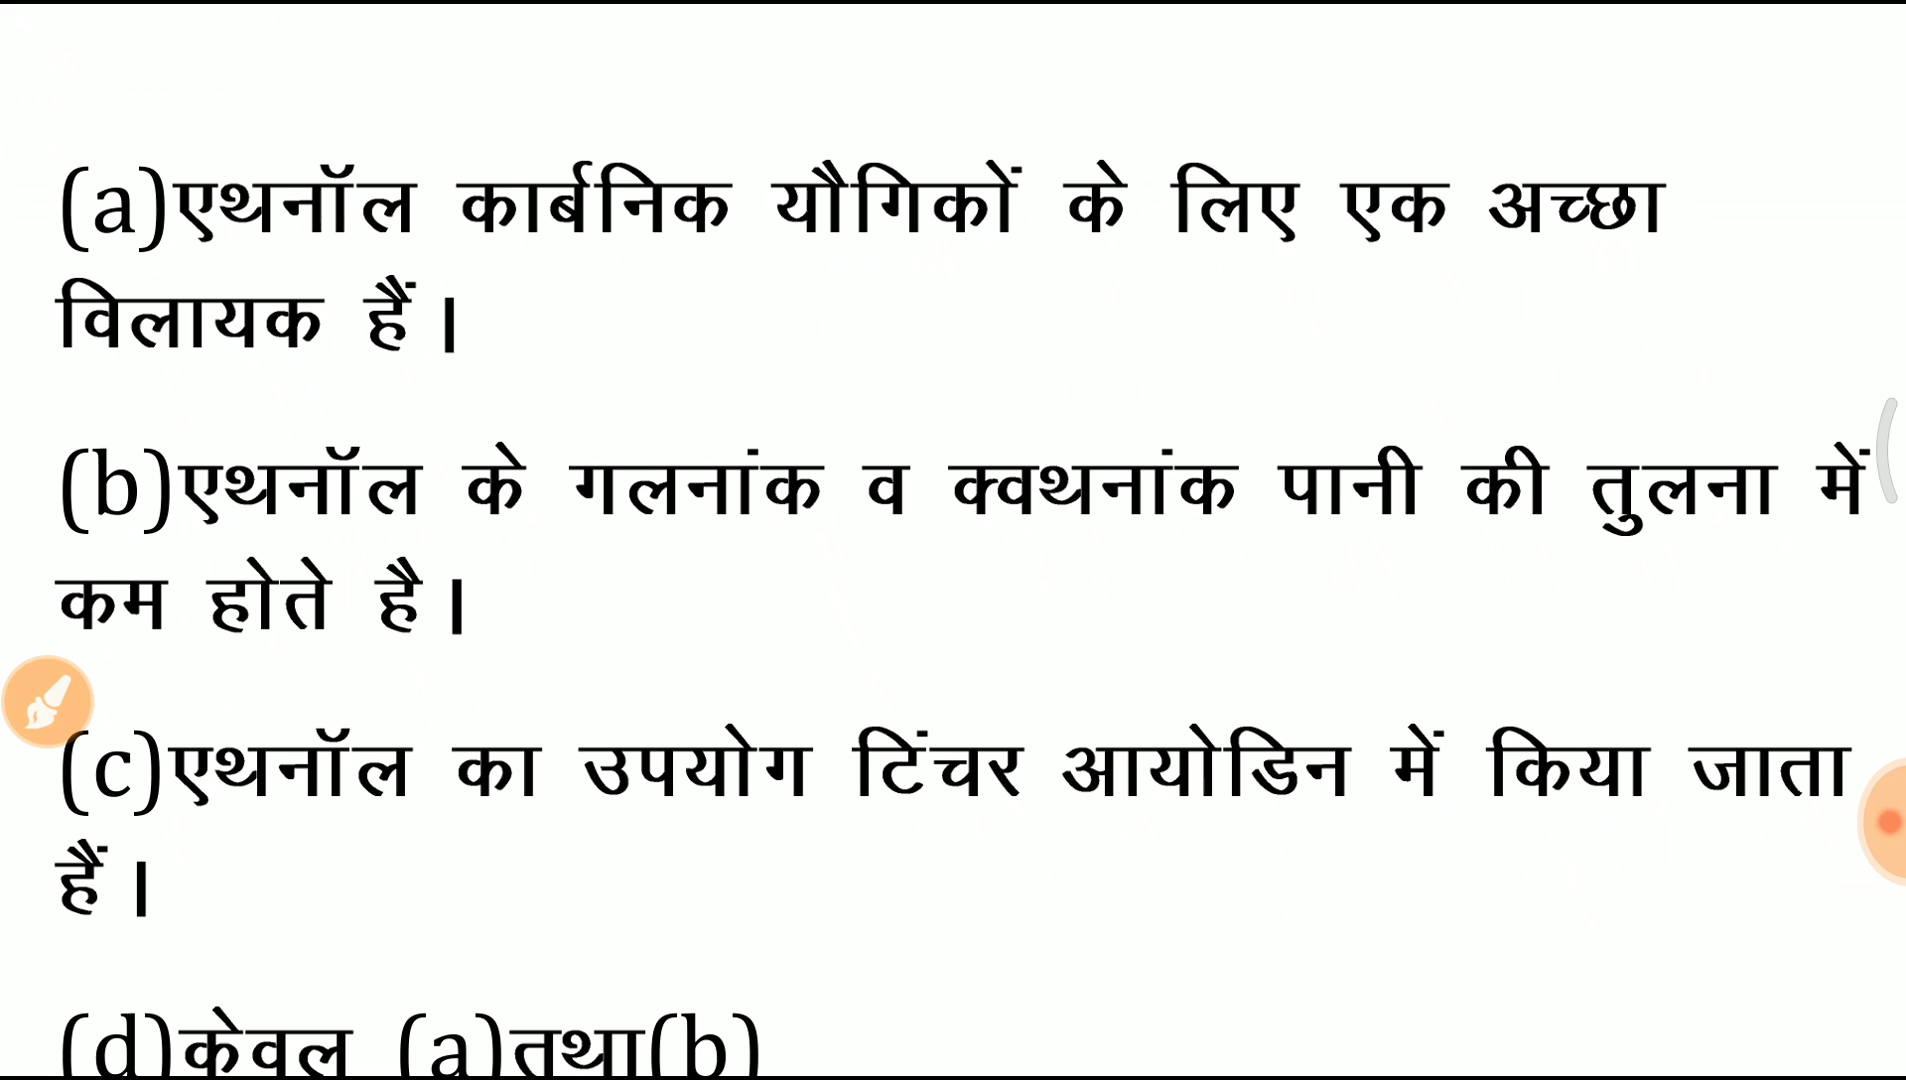 (a)एथनॉल कार्बनिक यौगिकों के लिए एक अच्छा
विलायक हैं।
(b)एथनॉल के गलनांक व क्वथनांक पानी की तुलना में
कम होते है।
(c)एथनॉल का उपयोग टिंचर आयोडिन में किया जाता
हैं।
(d)केवल (a)तथा(b)